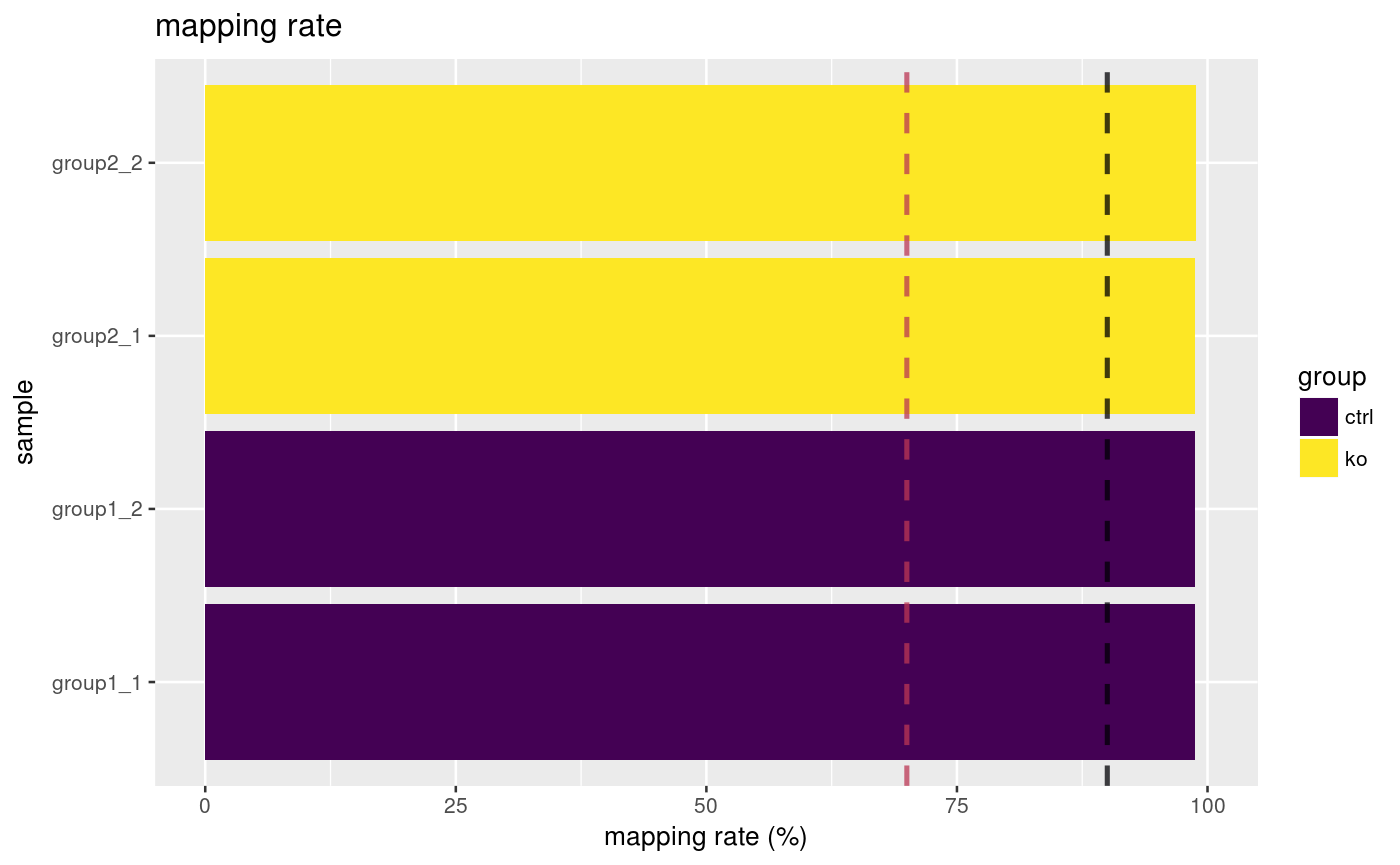 mapping rate
group2_2
group2_1
group1_2
group1_1
sample
0 25 50 75 100
mapping rate (%)
group
ctrl
ko